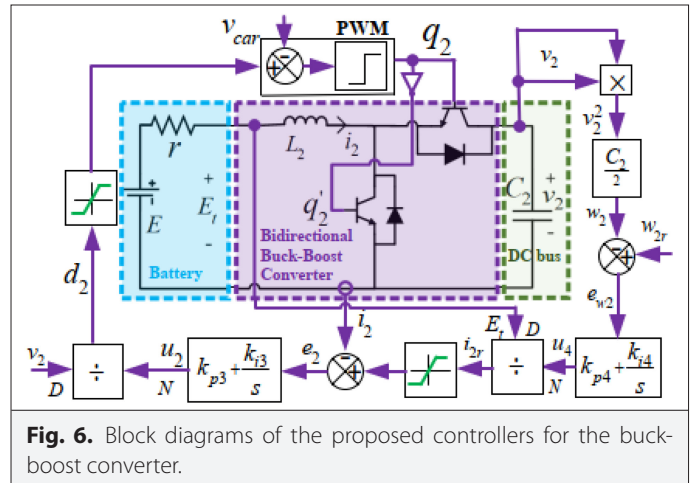 v_car
PWM
q_2
v_2
×
v_2^2
C_2/2
w_2
w_2r
e_w2
r
L_2
i_2
E
E_t
+
-
q_2'
C_2
v_2
+
-
Battery
Bidirectional
Buck-Boost
Converter
DC bus
d_2
i_2
v_2
D
÷
u_2
N
k_p3 + k_i3/s
e_2
i_2r
E_t
D
÷
u_4
N
k_p4 + k_i4/s
Fig. 6. Block diagrams of the proposed controllers for the buck-
boost converter.